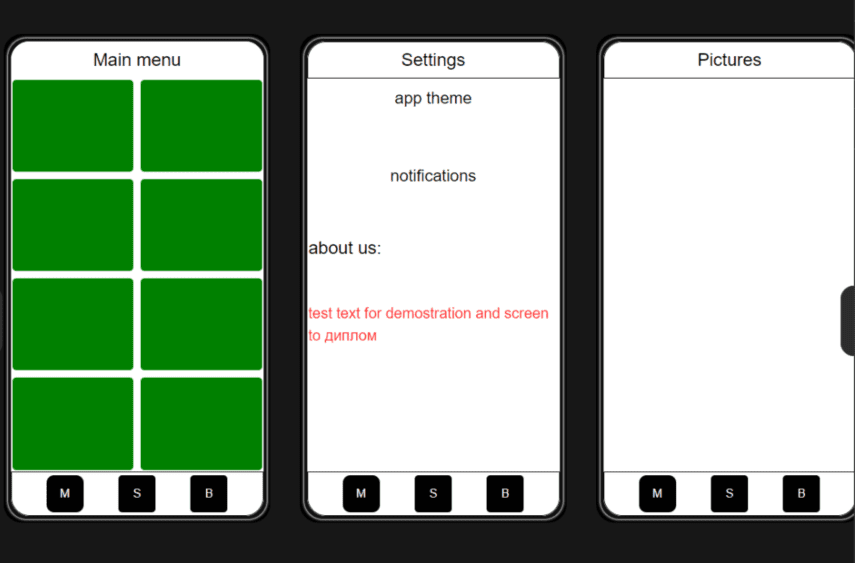 Main menu
M S B
Settings
app theme
notifications
about us:
test text for demostration and screen
to диплом
M S B
Pictures
M S B